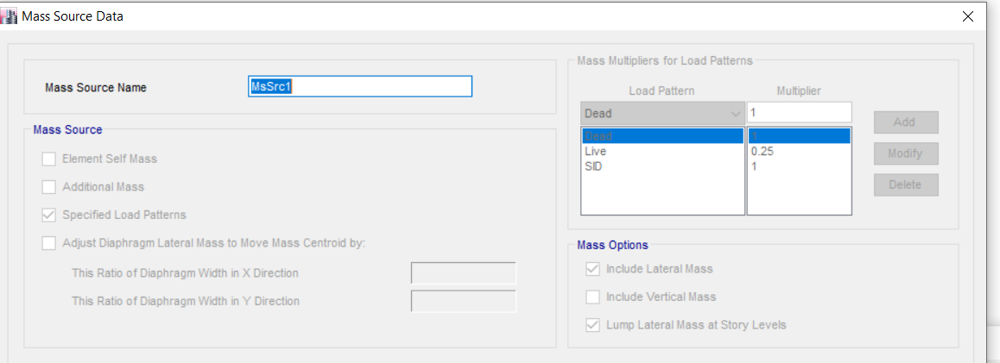 Mass Source Data
Mass Source Name
MsSrc1
Mass Source
Element Self Mass
Additional Mass
Specified Load Patterns
Adjust Diaphragm Lateral Mass to Move Mass Centroid by:
This Ratio of Diaphragm Width in X Direction
This Ratio of Diaphragm Width in Y Direction
Mass Multipliers for Load Patterns
Load Pattern Multiplier
Dead 1
Dead 1
Live 0.25
SID 1
Add
Modify
Delete
Mass Options
Include Lateral Mass
Include Vertical Mass
Lump Lateral Mass at Story Levels